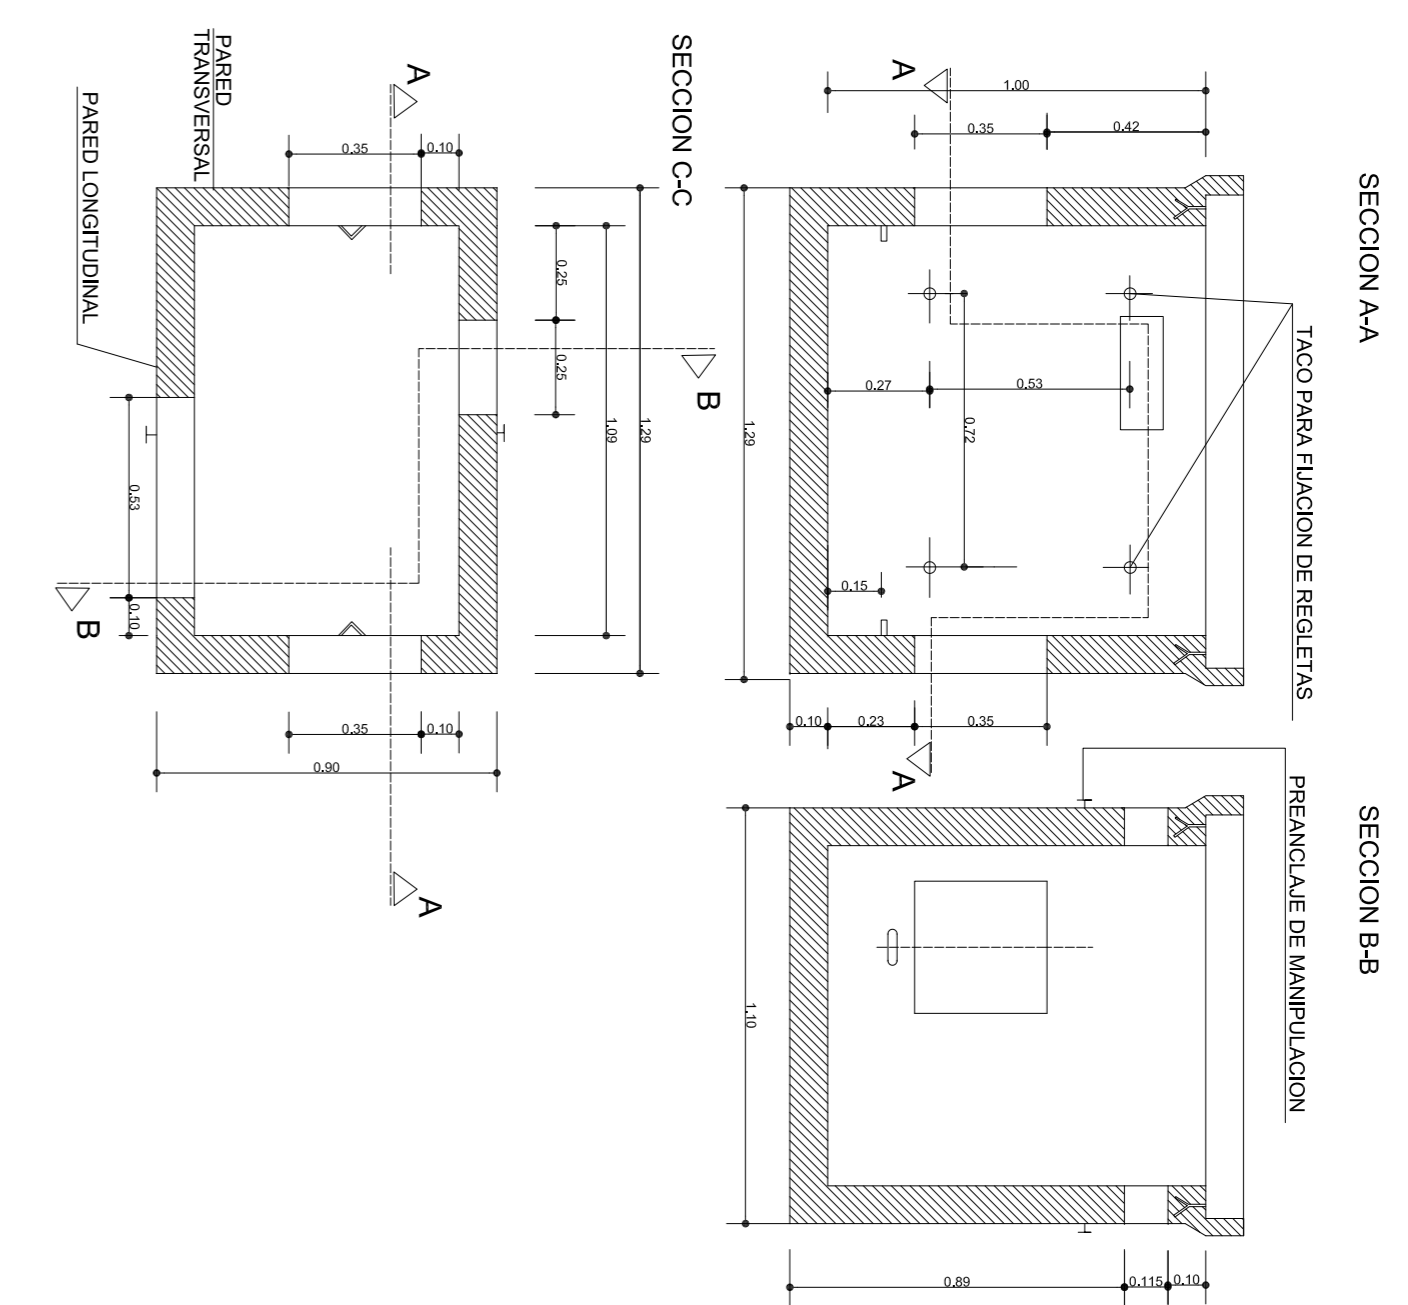 SECCION A-A
TACO PARA FIJACION DE REGLETAS
A
1.00
0.35
0.42
0.27
0.53
0.72
0.15
1.29
0.10
0.23
0.35
A
SECCION B-B
PREANCLAJE DE MANIPULACION
1.10
0.89
0.115
0.10
SECCION C-C
PARED
TRANSVERSAL
PARED LONGITUDINAL
A
0.35
0.10
0.25
0.25
1.09
1.29
B
0.53
0.10
B
0.35
0.10
0.90
A